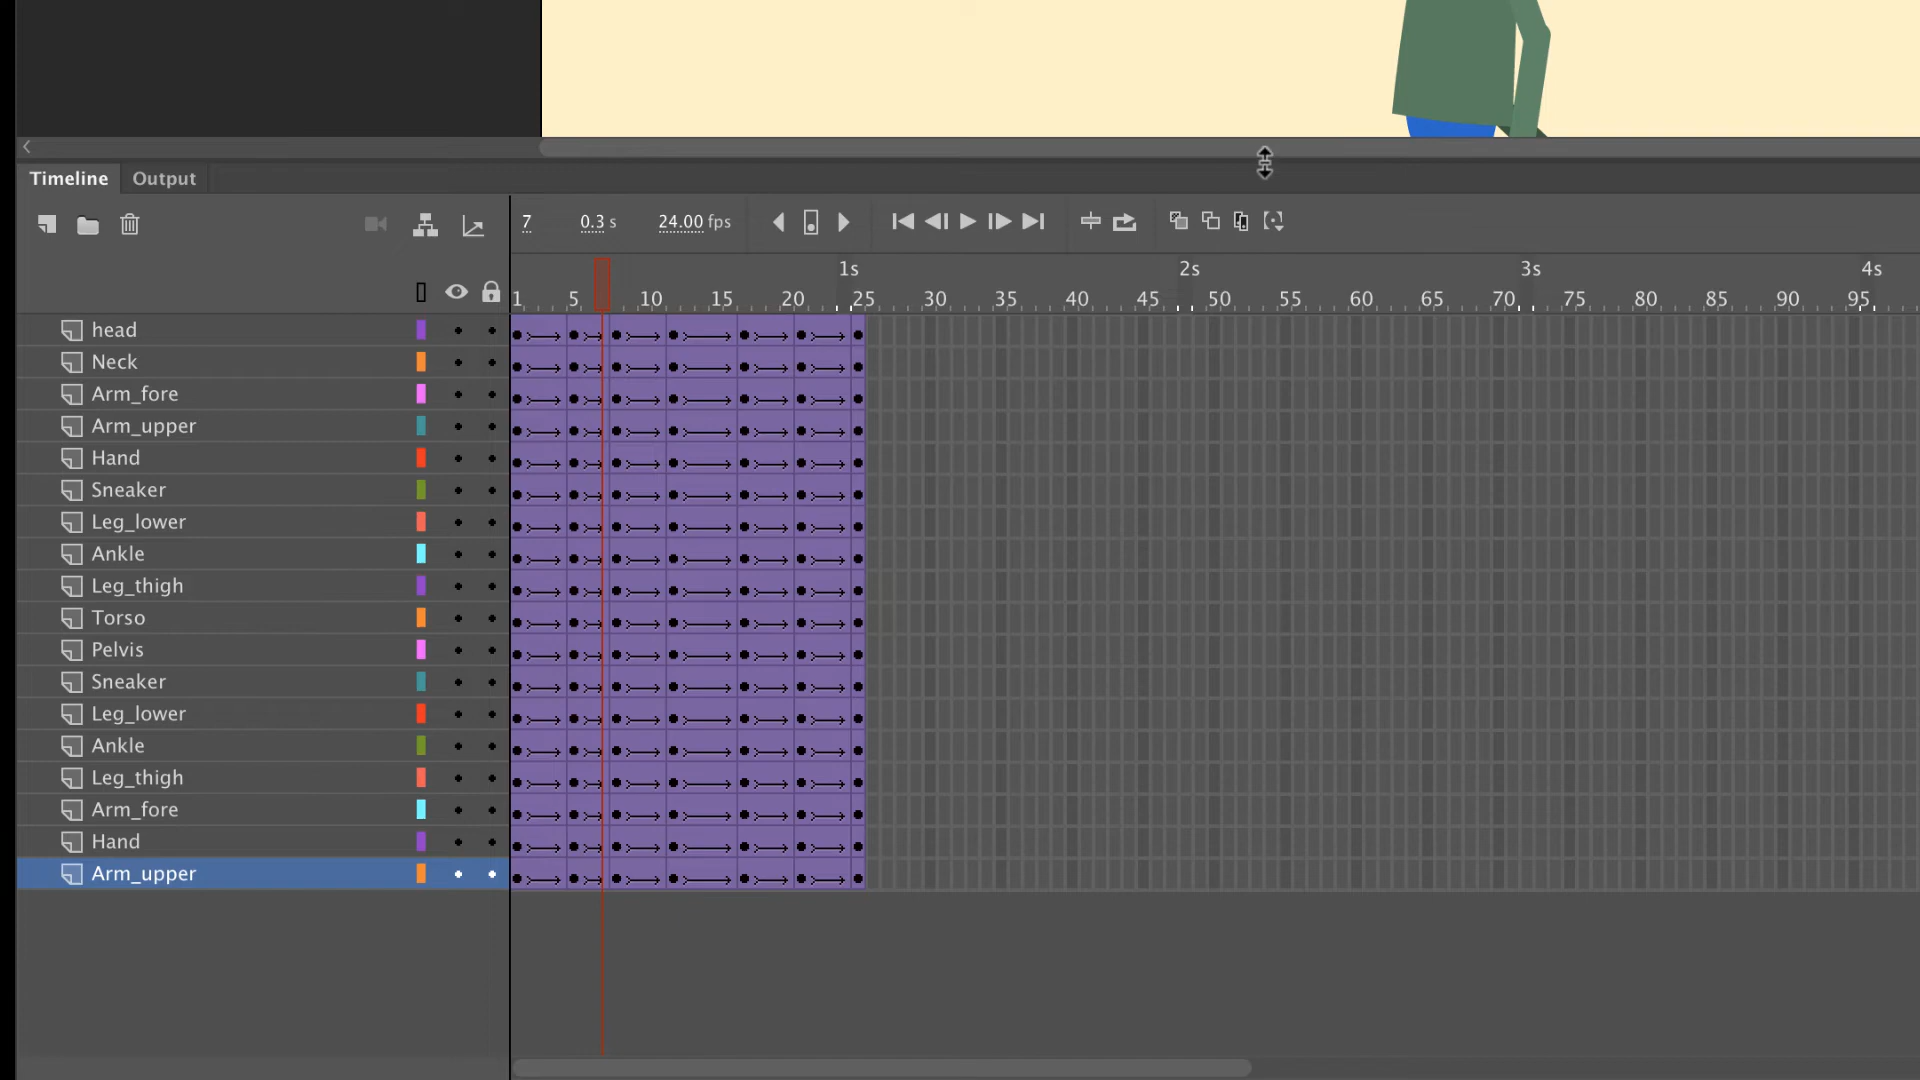 Timeline Output
7 0.3 s 24.00 fps
1s 2s 3s 4s
1 5 10 15 20 25 30 35 40 45 50 55 60 65 70 75 80 85 90 95
head
Neck
Arm_fore
Arm_upper
Hand
Sneaker
Leg_lower
Ankle
Leg_thigh
Torso
Pelvis
Sneaker
Leg_lower
Ankle
Leg_thigh
Arm_fore
Hand
Arm_upper